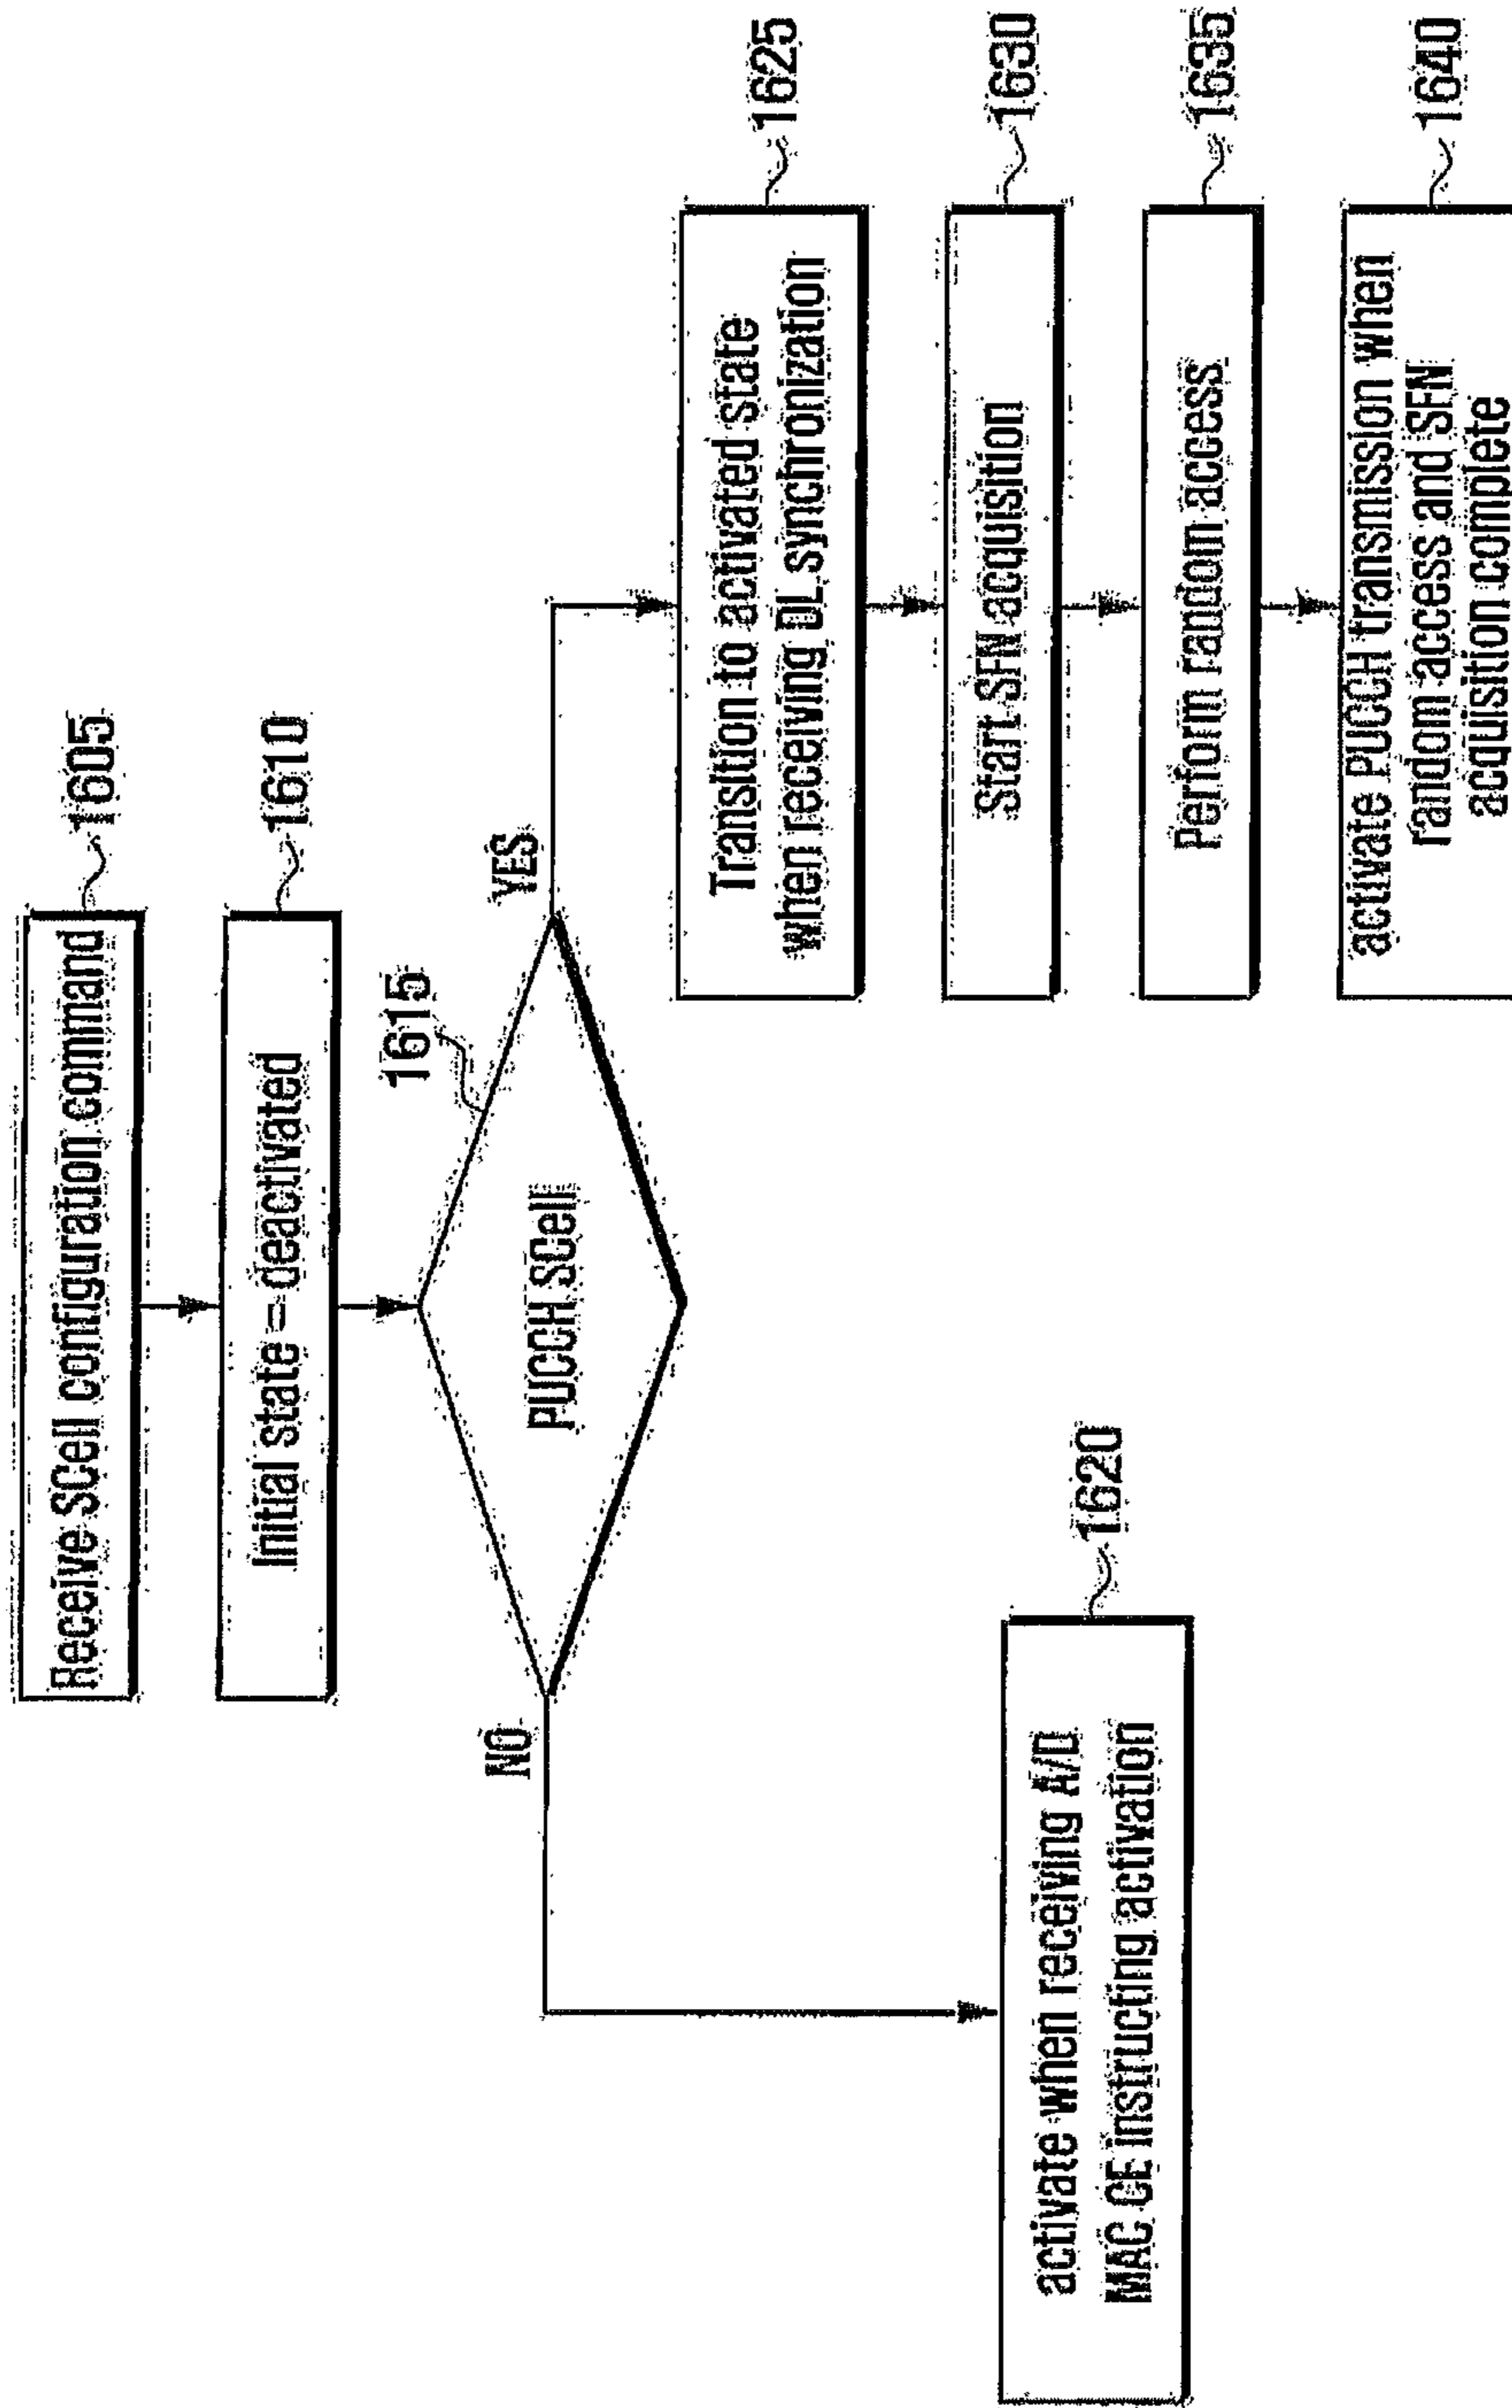 Receive SCell configuration command
1605
Initial state = deactivated
1610
1615
PUCCH SCell
NO
YES
activate when receiving A/D
MAC CE instructing activation
1620
Transition to activated state
when receiving DL synchronization
1625
Start SFN acquisition
1630
Perform random access
1635
activate PUCCH transmission when
random access and SFN
acquisition complete
1640